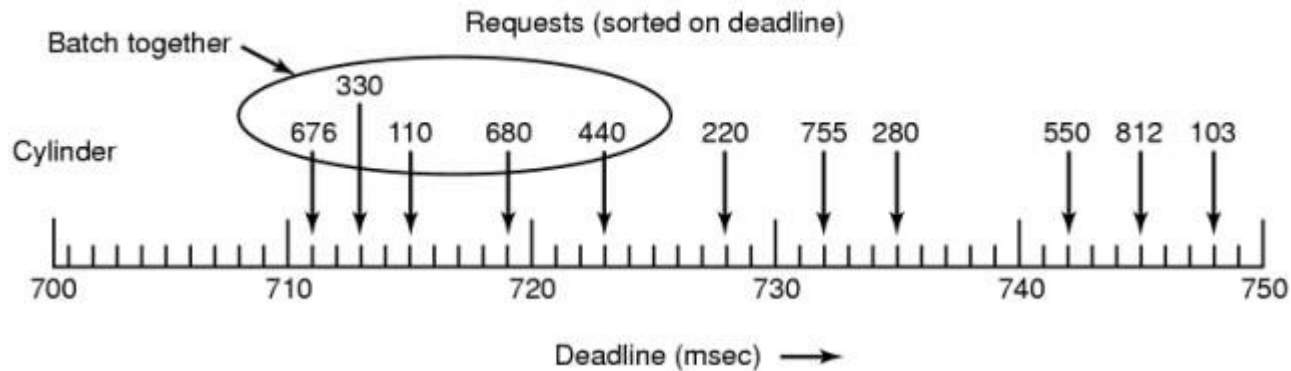 Requests (sorted on deadline)
Batch together
330
676 110 680 440 220 755 280 550 812 103
Cylinder
700 710 720 730 740 750
Deadline (msec)